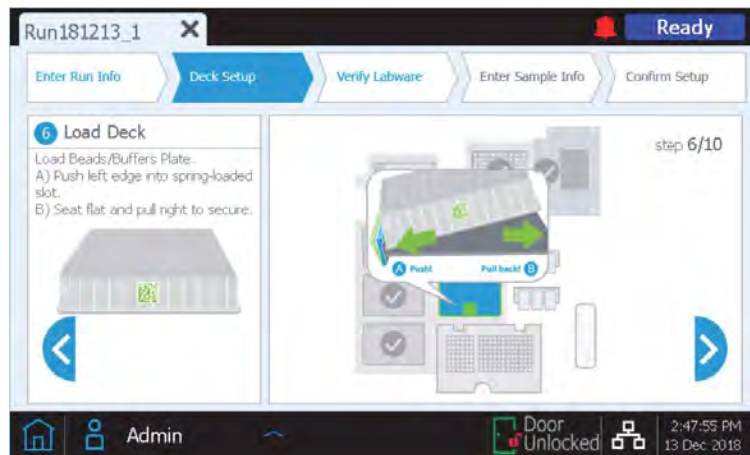 Run181213_1
Ready
Enter Run Info
Deck Setup
Verify Labware
Enter Sample Info
Confirm Setup
6 Load Deck
Load Beads/Buffers Plate.
A) Push left edge into spring-loaded
slot.
B) Seat flat and pull right to secure.
step 6/10
A Push!
Pull back! B
Admin
Door
Unlocked
2:47:55 PM
13 Dec 2018